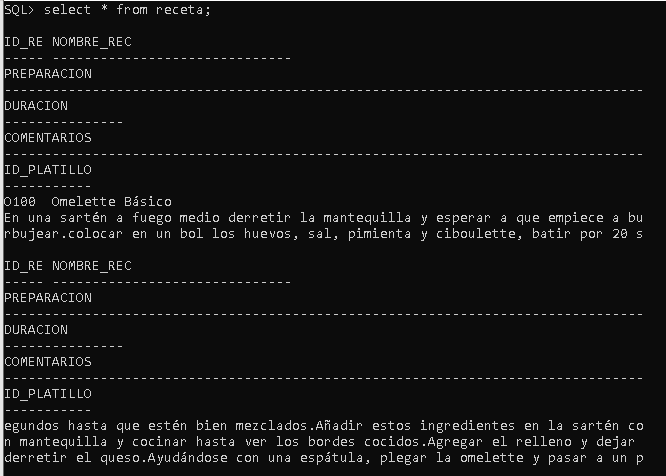 SQL> select * from receta;
ID_RE NOMBRE_REC
----- ------------------------------
PREPARACION
--------------------------------------------------------------------------------
DURACION
---------------
COMENTARIOS
--------------------------------------------------------------------------------
ID_PLATILLO
-----------
O100  Omelette Básico
En una sartén a fuego medio derretir la mantequilla y esperar a que empiece a bu
rbujear.colocar en un bol los huevos, sal, pimienta y ciboulette, batir por 20 s
ID_RE NOMBRE_REC
----- ------------------------------
PREPARACION
--------------------------------------------------------------------------------
DURACION
---------------
COMENTARIOS
--------------------------------------------------------------------------------
ID_PLATILLO
-----------
egundos hasta que estén bien mezclados.Añadir estos ingredientes en la sartén co
n mantequilla y cocinar hasta ver los bordes cocidos.Agregar el relleno y dejar
derretir el queso.Ayudándose con una espátula, plegar la omelette y pasar a un p